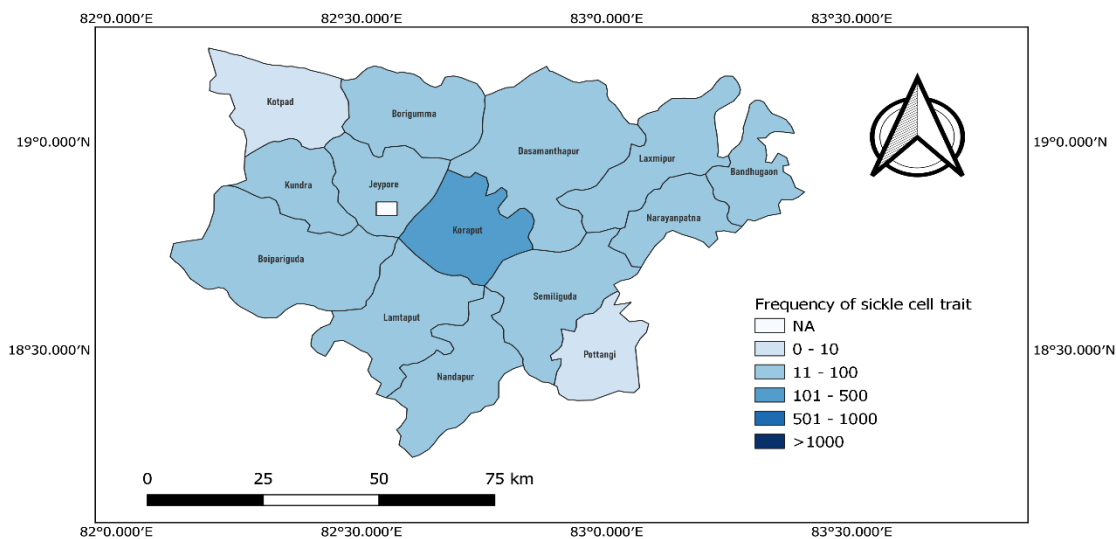 82°0.000′E 82°30.000′E 83°0.000′E 83°30.000′E
Kotpad
Borigumma
19°0.000′N 19°0.000′N
Dasamanthapur
Laxmipur
Bandhugaon
Kundra
Jeypore
Narayanpatna
Koraput
Boipariguda
Semiliguda
Lamtaput
Frequency of sickle cell trait
NA
0 - 10
18°30.000′N 18°30.000′N
Pottangi
11 - 100
Nandapur
101 - 500
501 - 1000
>1000
0 25 50 75 km
82°0.000′E 82°30.000′E 83°0.000′E 83°30.000′E